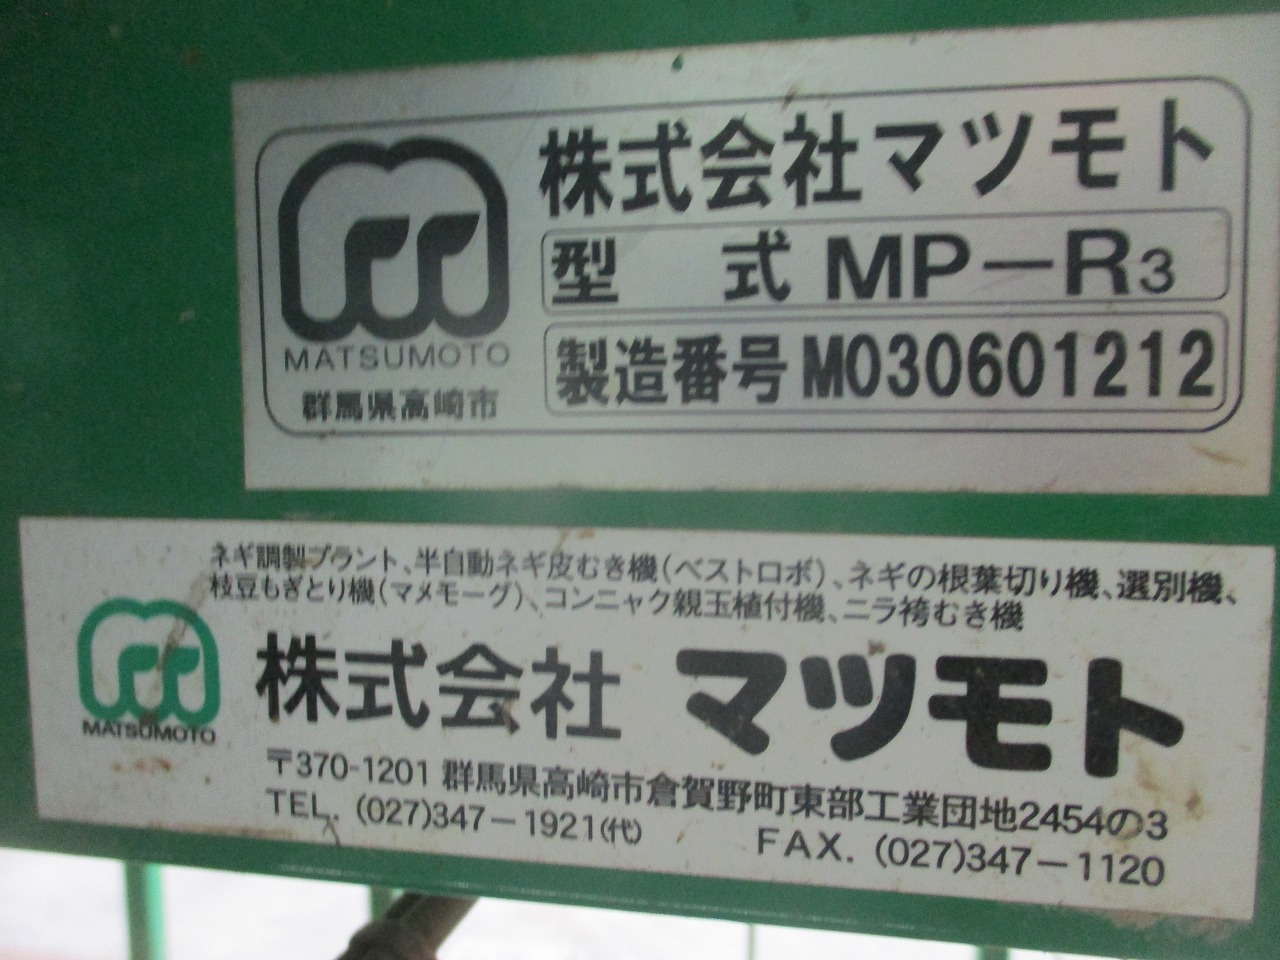 株式会社マツモト
型 式 MP-R3
製造番号 M030601212
MATSUMOTO
群馬県高崎市
ネギ調製プラント、半自動ネギ皮むき機(ベストロボ)、ネギの根葉切り機、選別機、
枝豆もぎとり機(マメモーグ)、コンニャク親玉植付機、ニラ袴むき機
MATSUMOTO
株式会社 マツモト
〒370-1201 群馬県高崎市倉賀野町東部工業団地2454の3
TEL. (027)347-1921(代) FAX. (027)347-1120